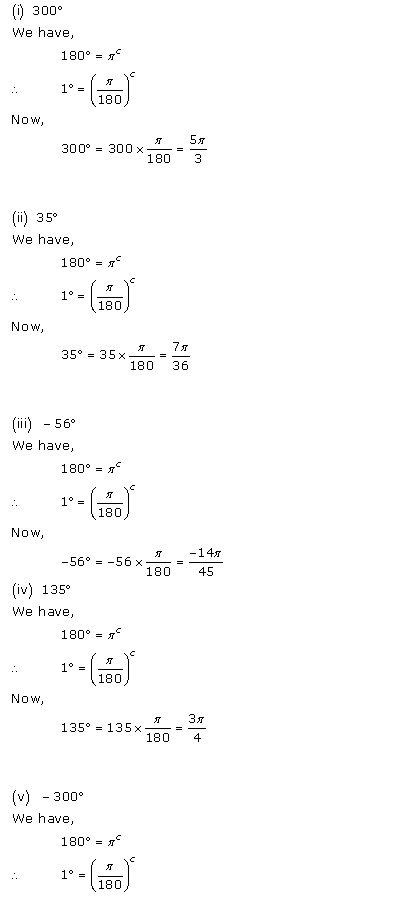 (i) 300°
We have,
180° = π^c
∴ 1° = (π/180)^c
Now,
300° = 300 × π/180 = 5π/3
(ii) 35°
We have,
180° = π^c
∴ 1° = (π/180)^c
Now,
35° = 35 × π/180 = 7π/36
(iii) – 56°
We have,
180° = π^c
∴ 1° = (π/180)^c
Now,
–56° = –56 × π/180 = –14π/45
(iv) 135°
We have,
180° = π^c
∴ 1° = (π/180)^c
Now,
135° = 135 × π/180 = 3π/4
(v) – 300°
We have,
180° = π^c
∴ 1° = (π/180)^c